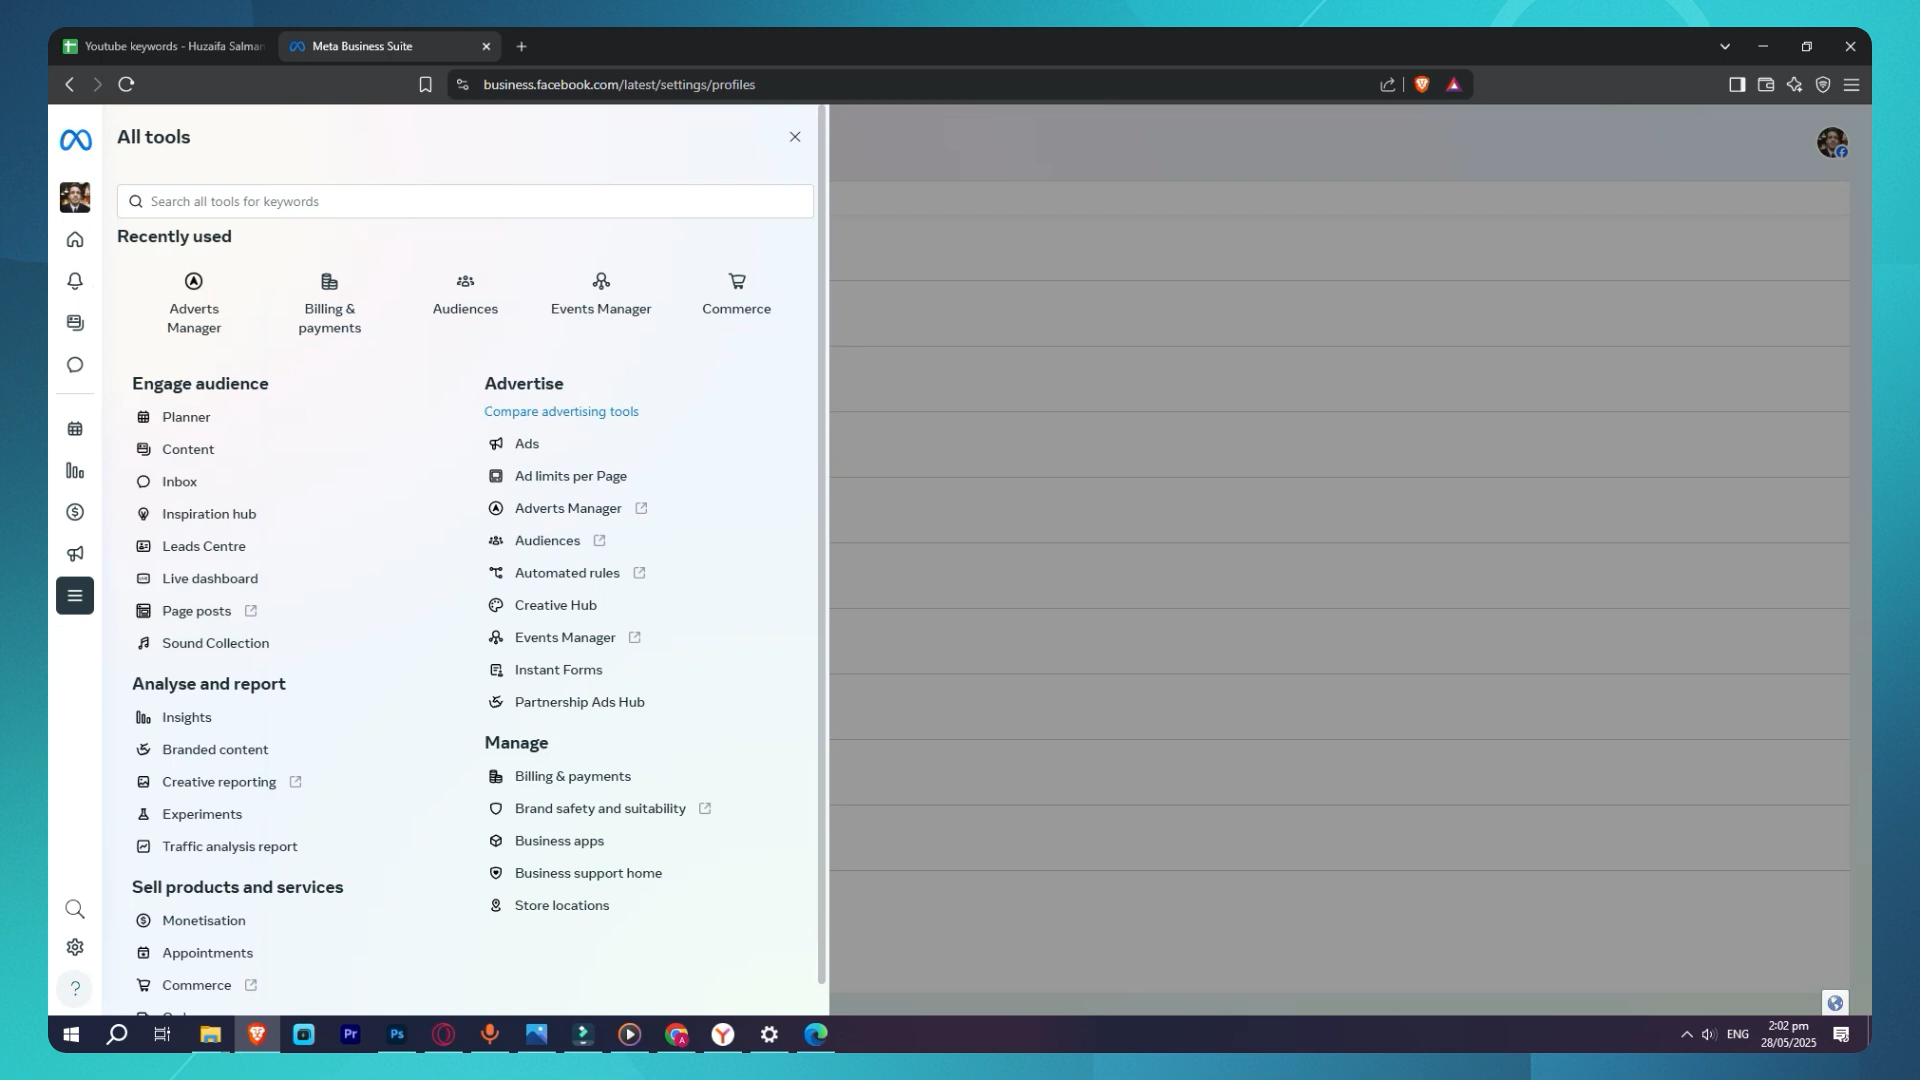 Youtube keywords - Huzaifa Salman
Meta Business Suite
business.facebook.com/latest/settings/profiles
All tools
Search all tools for keywords
Recently used
Adverts
Manager
Billing &
payments
Audiences
Events Manager
Commerce
Engage audience
Planner
Content
Inbox
Inspiration hub
Leads Centre
Live dashboard
Page posts
Sound Collection
Analyse and report
Insights
Branded content
Creative reporting
Experiments
Traffic analysis report
Sell products and services
Monetisation
Appointments
Commerce
Advertise
Compare advertising tools
Ads
Ad limits per Page
Adverts Manager
Audiences
Automated rules
Creative Hub
Events Manager
Instant Forms
Partnership Ads Hub
Manage
Billing & payments
Brand safety and suitability
Business apps
Business support home
Store locations
Pr
Ps
A
ENG
2:02 pm
28/05/2025